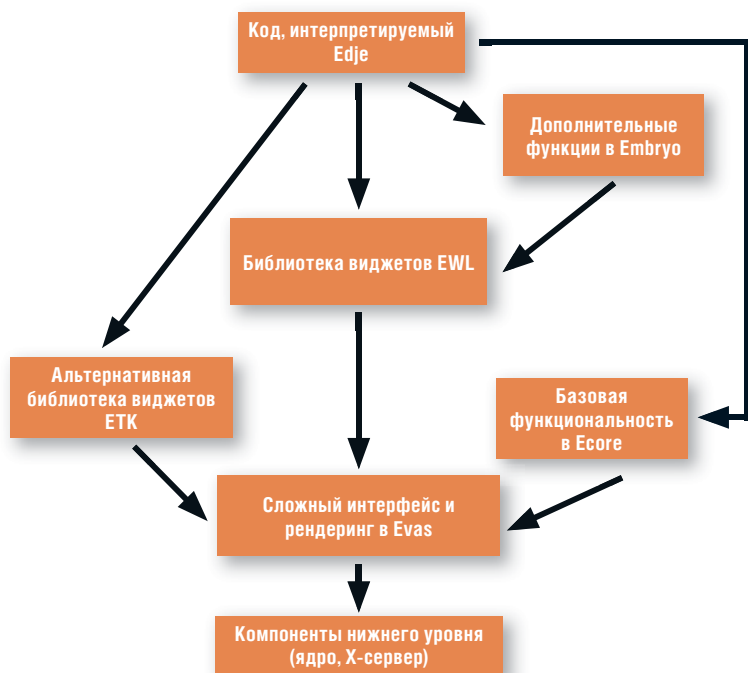 Код, интерпретируемый
Edje
Дополнительные
функции в Embryo
Библиотека виджетов EWL
Альтернативная
библиотека виджетов
ETK
Базовая
функциональность
в Ecore
Сложный интерфейс и
рендеринг в Evas
Компоненты нижнего уровня
(ядро, X-сервер)